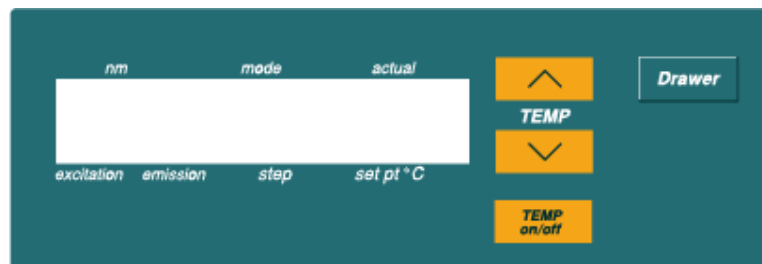 nm mode actual
Drawer
TEMP
excitation emission step set pt °C
TEMP
on/off